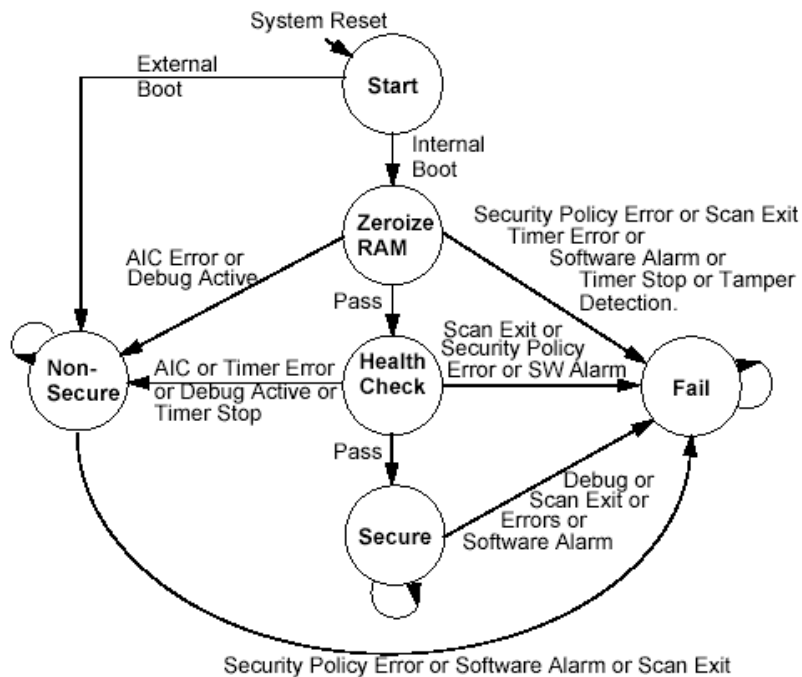 System Reset
External
Boot
Start
Internal
Boot
Zeroize
RAM
Security Policy Error or Scan Exit
Timer Error or
Software Alarm or
Timer Stop or Tamper
Detection.
AIC Error or
Debug Active
Pass
Scan Exit or
Security Policy
Error or SW Alarm
Non-
Secure
AIC or Timer Error
or Debug Active or
Timer Stop
Health
Check
Fail
Pass
Debug or
Scan Exit or
Errors or
Software Alarm
Secure
Security Policy Error or Software Alarm or Scan Exit